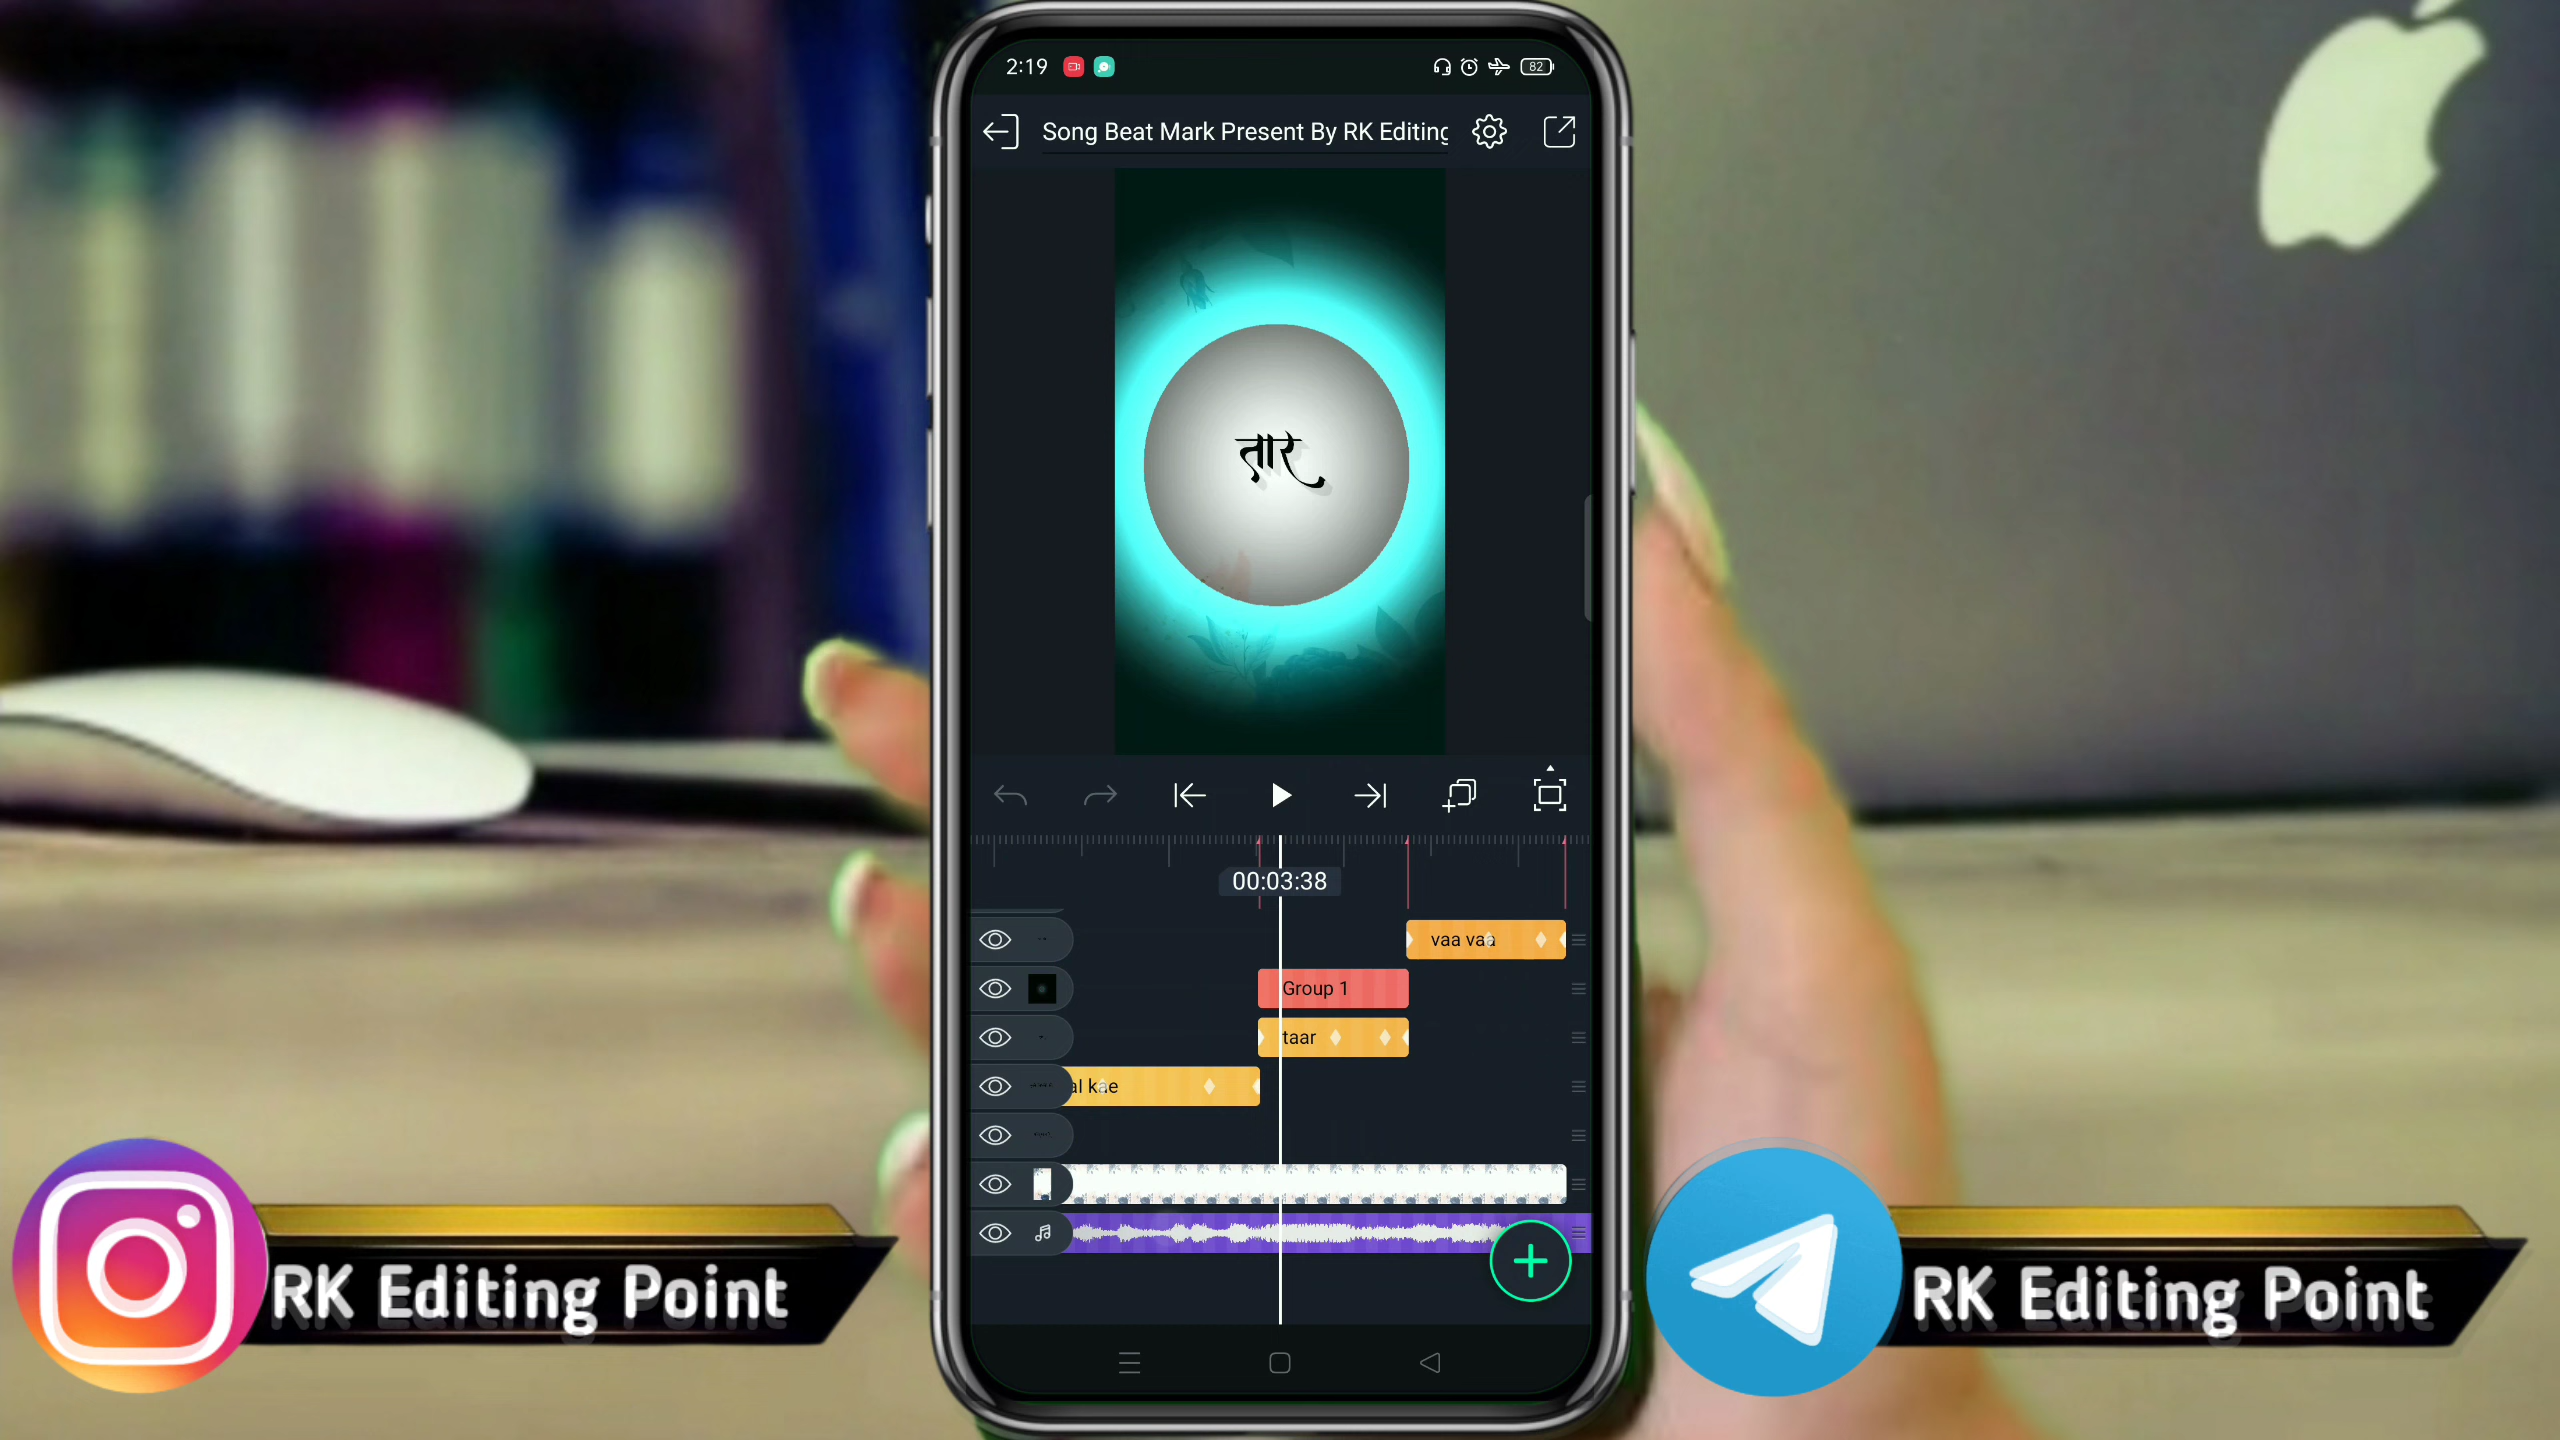 2:19
82
Song Beat Mark Present By RK Editing
तार
00:03:38
vaa vaa
Group 1
taar
al kae
RK Editing Point
RK Editing Point